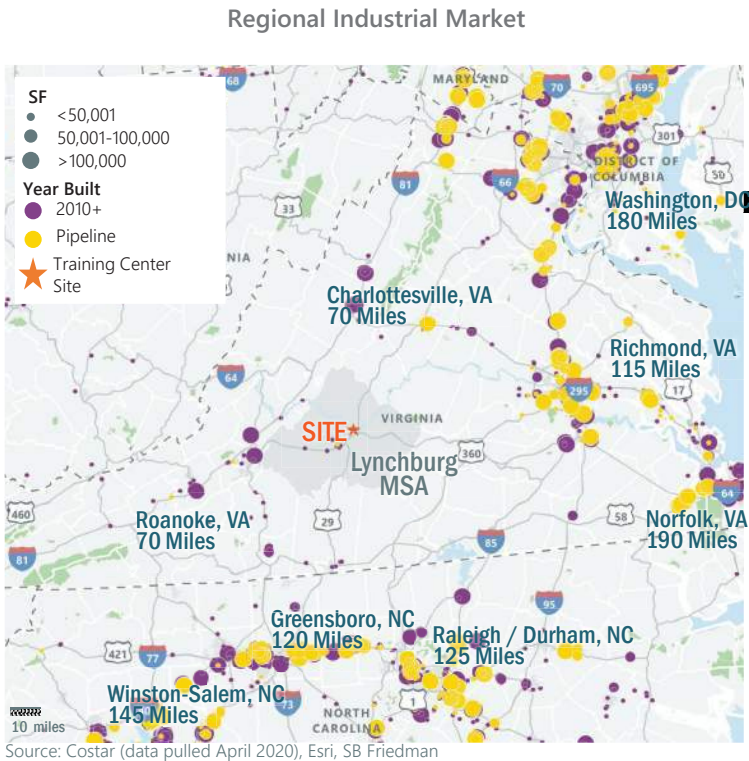 Regional Industrial Market
SF
<50,001
50,001-100,000
>100,000
Year Built
2010+
Pipeline
Training Center
Site
68
MARYLAND
70
695
301
DISTRICT OF
COLUMBIA
50
81
66
33
Washington, DC
180 Miles
NIA
Charlottesville, VA
70 Miles
Richmond, VA
115 Miles
64
295
17
SITE
VIRGINIA
Lynchburg
MSA
360
64
460
Roanoke, VA
70 Miles
29
58
Norfolk, VA
190 Miles
81
85
95
Greensboro, NC
120 Miles
Raleigh / Durham, NC
125 Miles
421
77
Winston-Salem, NC
145 Miles
73
1
10 miles
NORTH
CAROLINA
Source: Costar (data pulled April 2020), Esri, SB Friedman